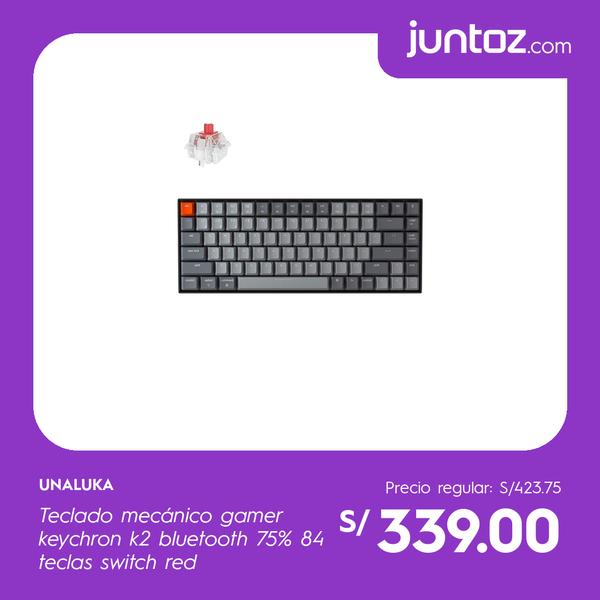 juntoz.com
UNALUKA
Teclado mecánico gamer
keychron k2 bluetooth 75% 84
teclas switch red
Precio regular: S/423.75
S/ 339.00